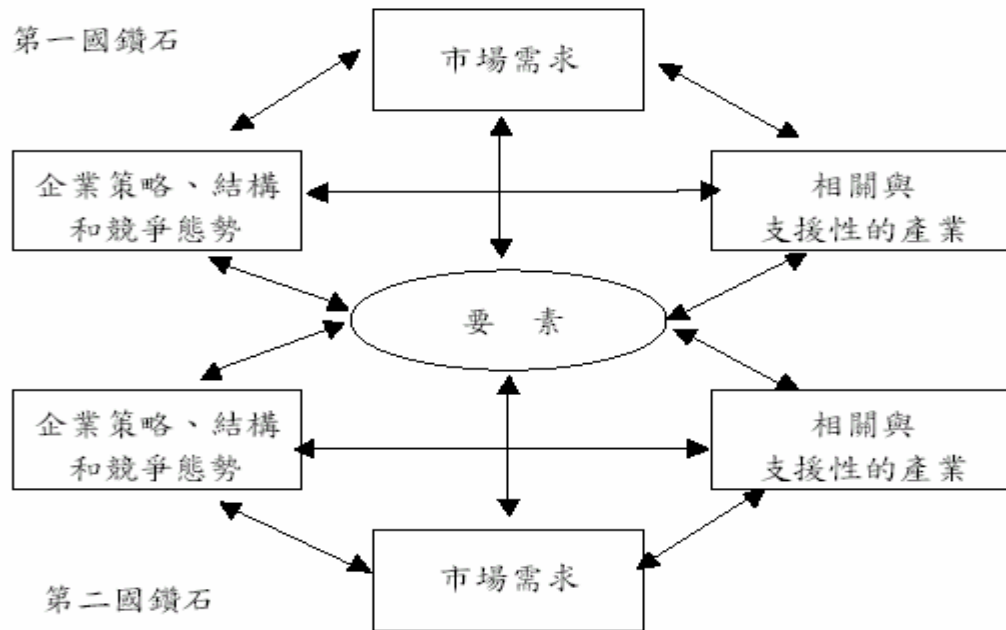 第一國鑽石
市場需求
企業策略、結構
和競爭態勢
相關與
支援性的產業
要 素
企業策略、結構
和競爭態勢
相關與
支援性的產業
市場需求
第二國鑽石